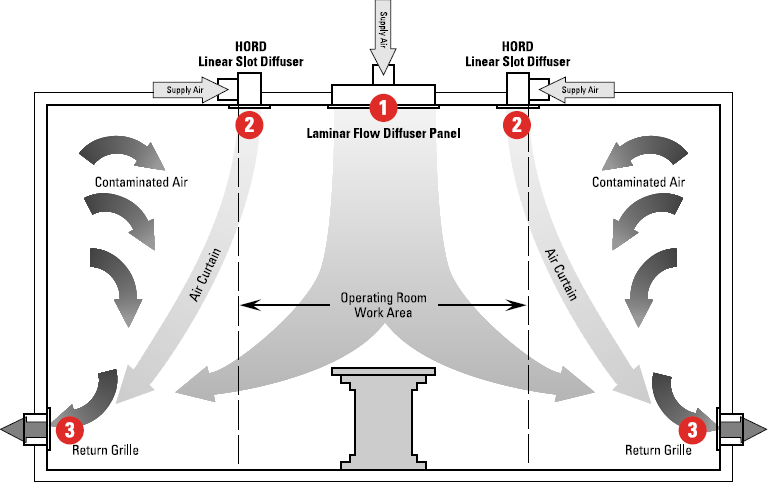 Supply Air
HORD
Linear Slot Diffuser
HORD
Linear Slot Diffuser
Supply Air
Supply Air
1
2
2
Laminar Flow Diffuser Panel
Contaminated Air
Contaminated Air
Air Curtain
Air Curtain
Operating Room
Work Area
3
3
Return Grille
Return Grille